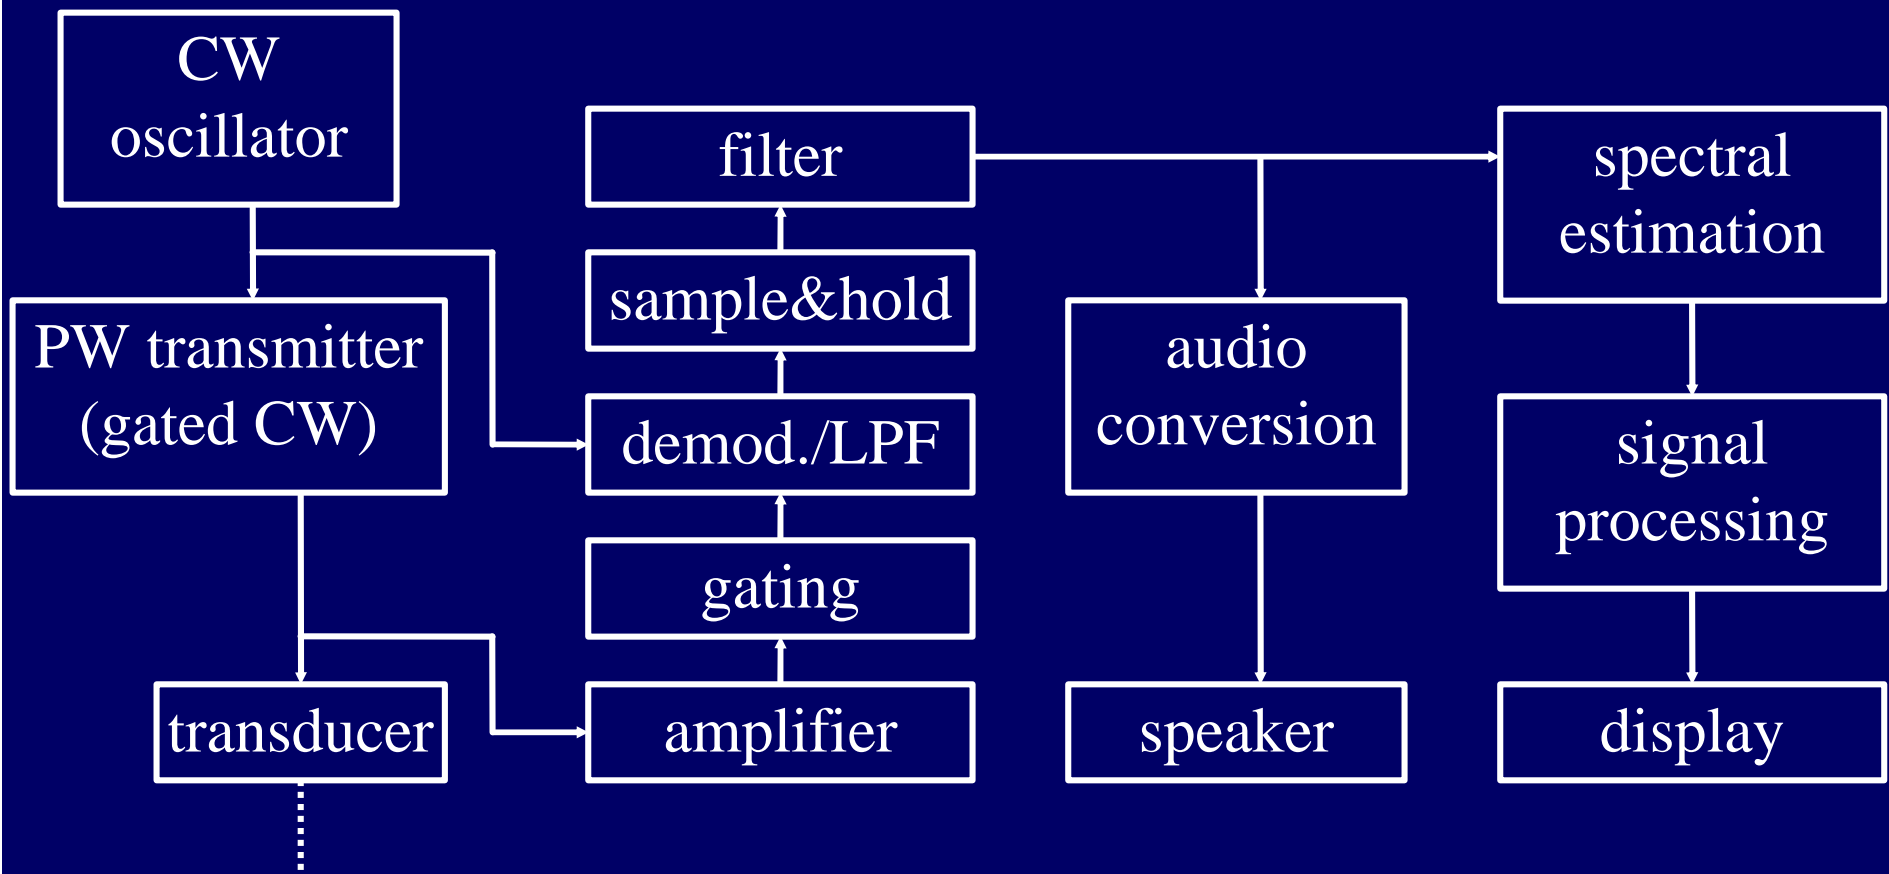 CW
oscillator
PW transmitter
(gated CW)
transducer
filter
sample&hold
demod./LPF
gating
amplifier
audio
conversion
speaker
spectral
estimation
signal
processing
display